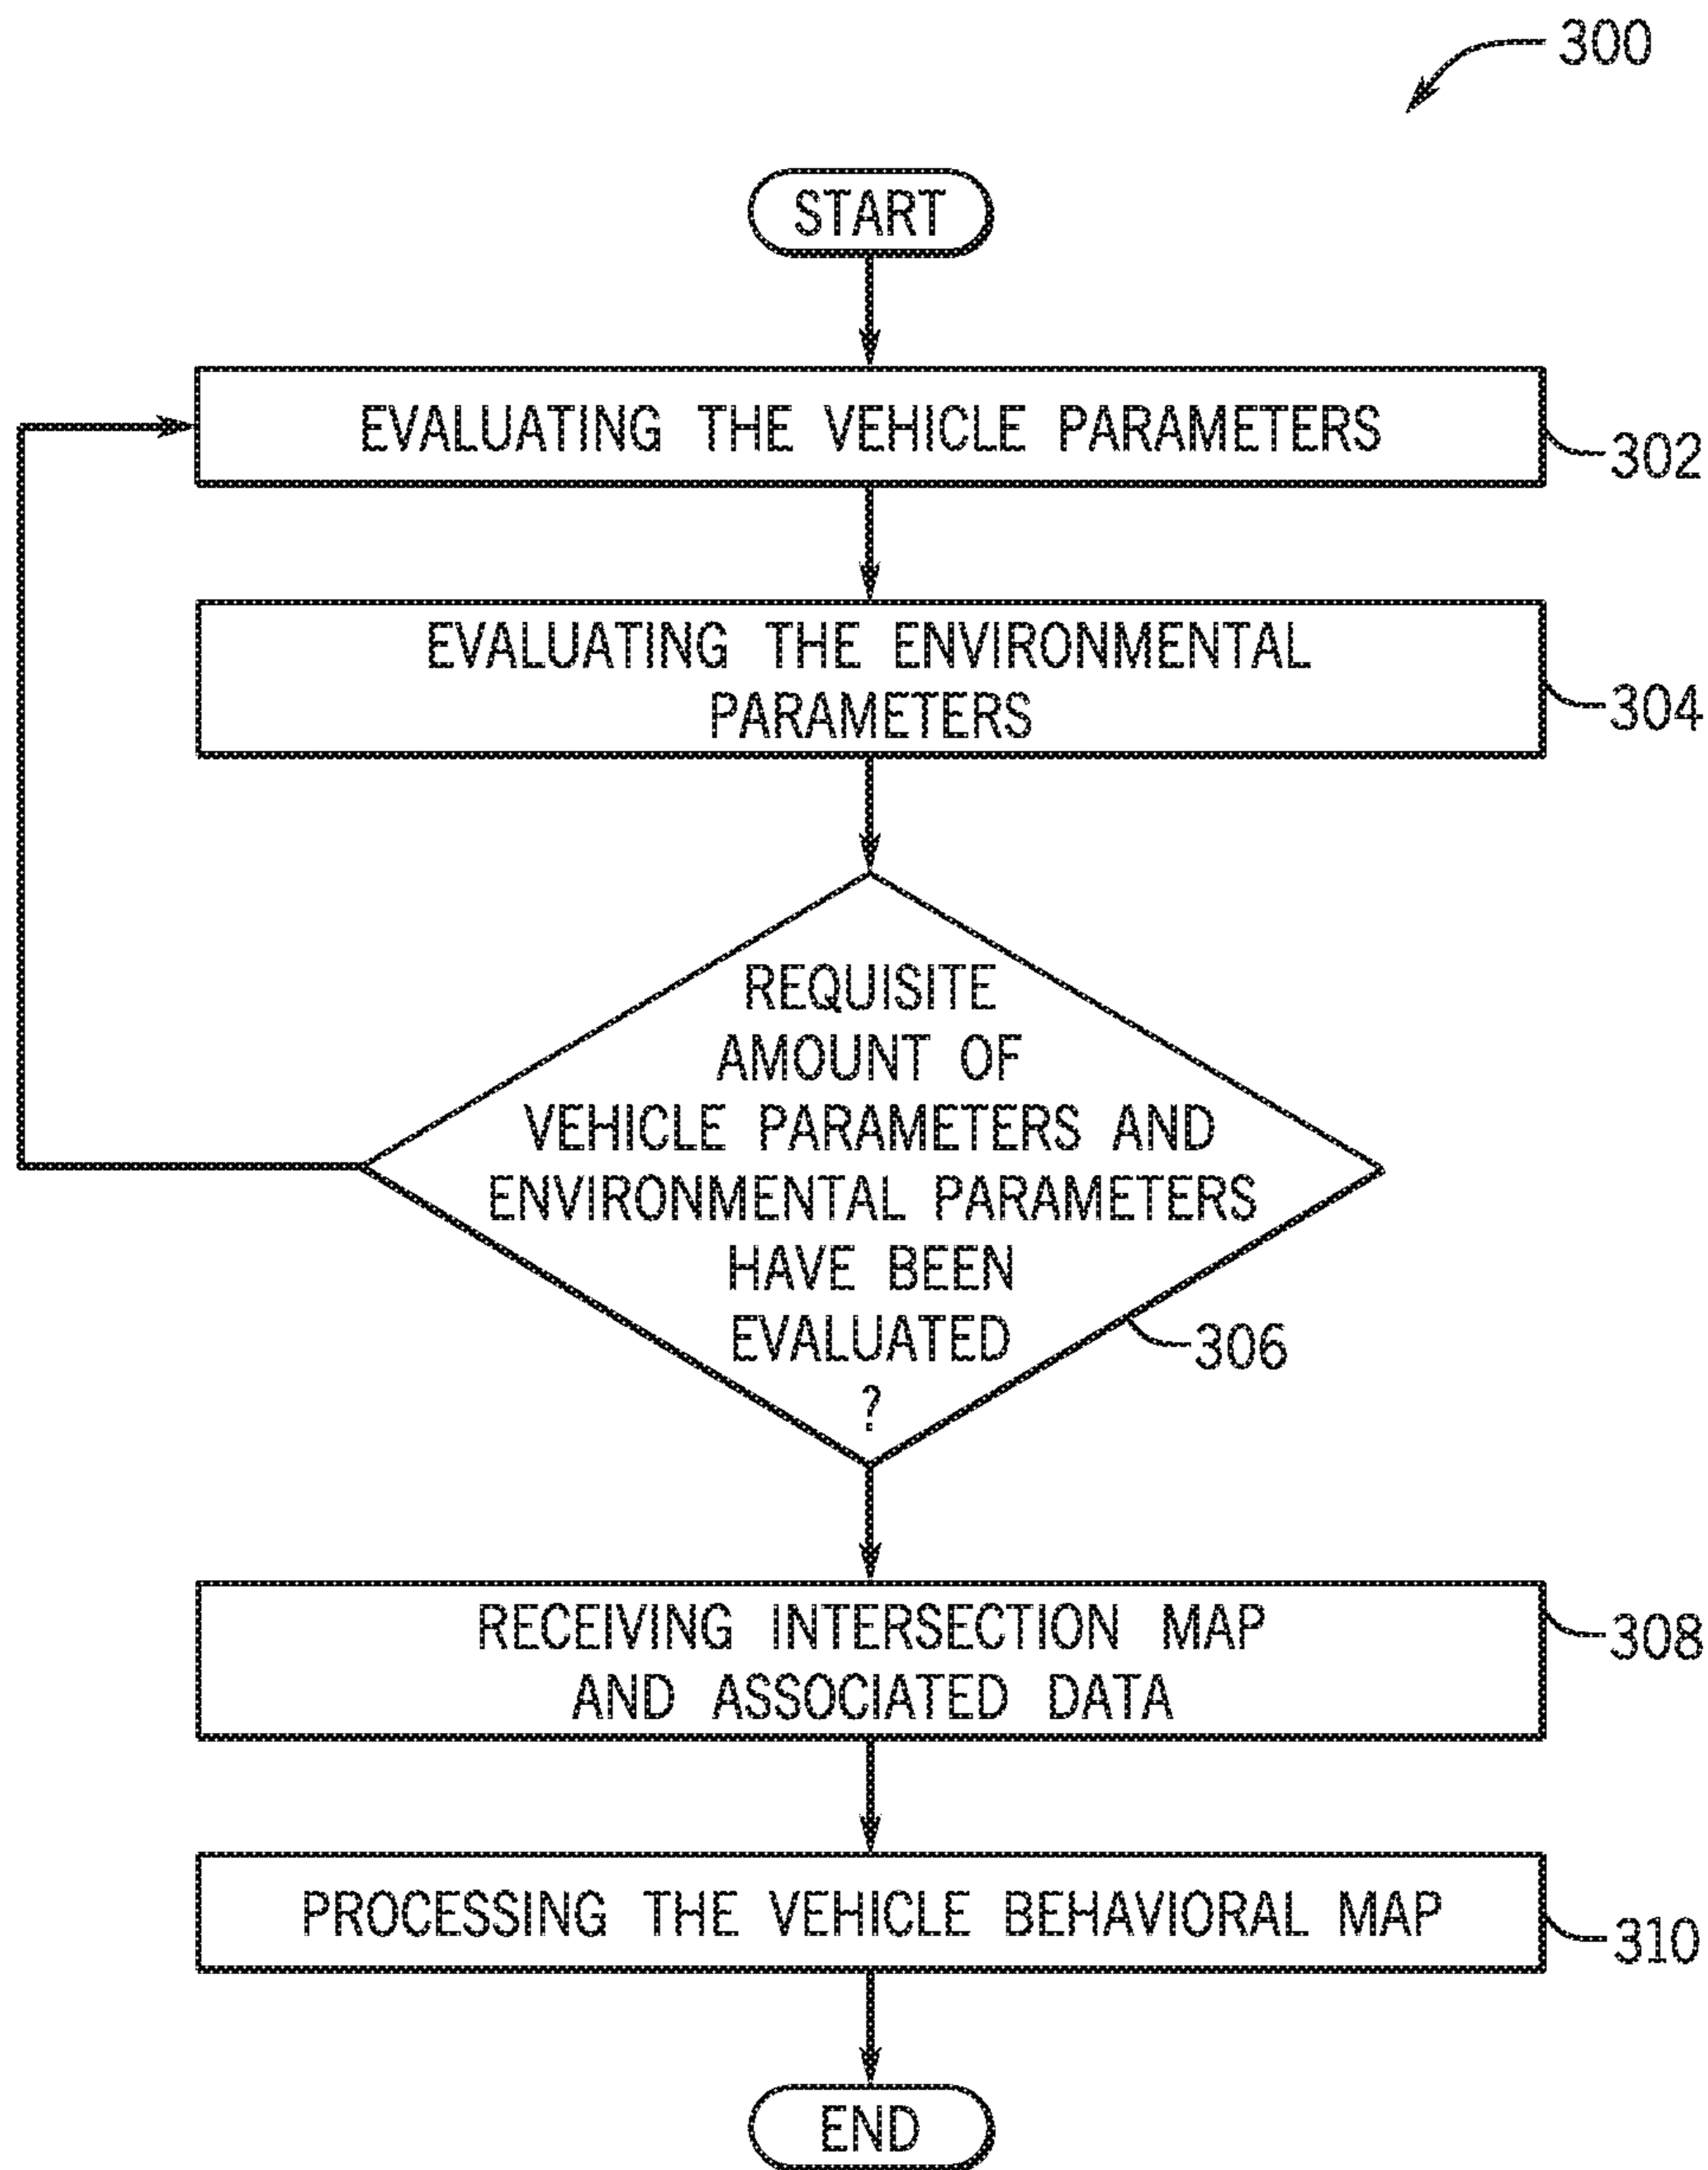 300
START
EVALUATING THE VEHICLE PARAMETERS
302
EVALUATING THE ENVIRONMENTAL
PARAMETERS
304
REQUISITE
AMOUNT OF
VEHICLE PARAMETERS AND
ENVIRONMENTAL PARAMETERS
HAVE BEEN
EVALUATED
?
306
RECEIVING INTERSECTION MAP
AND ASSOCIATED DATA
308
PROCESSING THE VEHICLE BEHAVIORAL MAP
310
END